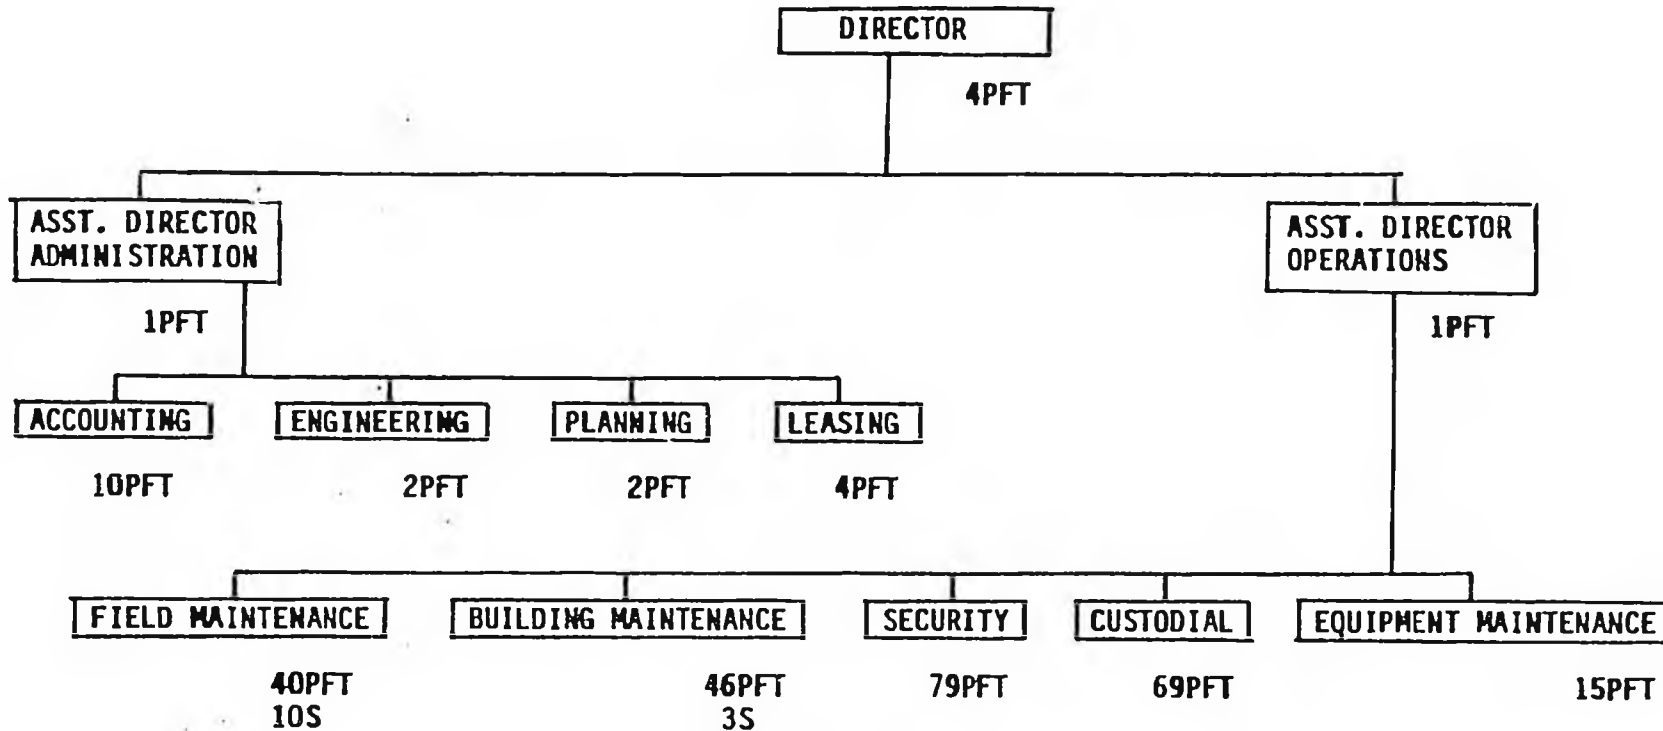 DIRECTOR
4PFT
ASST. DIRECTOR
ADMINISTRATION
1PFT
ASST. DIRECTOR
OPERATIONS
1PFT
ACCOUNTING
ENGINEERING
PLANNING
LEASING
10PFT
2PFT
2PFT
4PFT
FIELD MAINTENANCE
BUILDING MAINTENANCE
SECURITY
CUSTODIAL
EQUIPMENT MAINTENANCE
40PFT
10S
46PFT
3S
79PFT
69PFT
15PFT